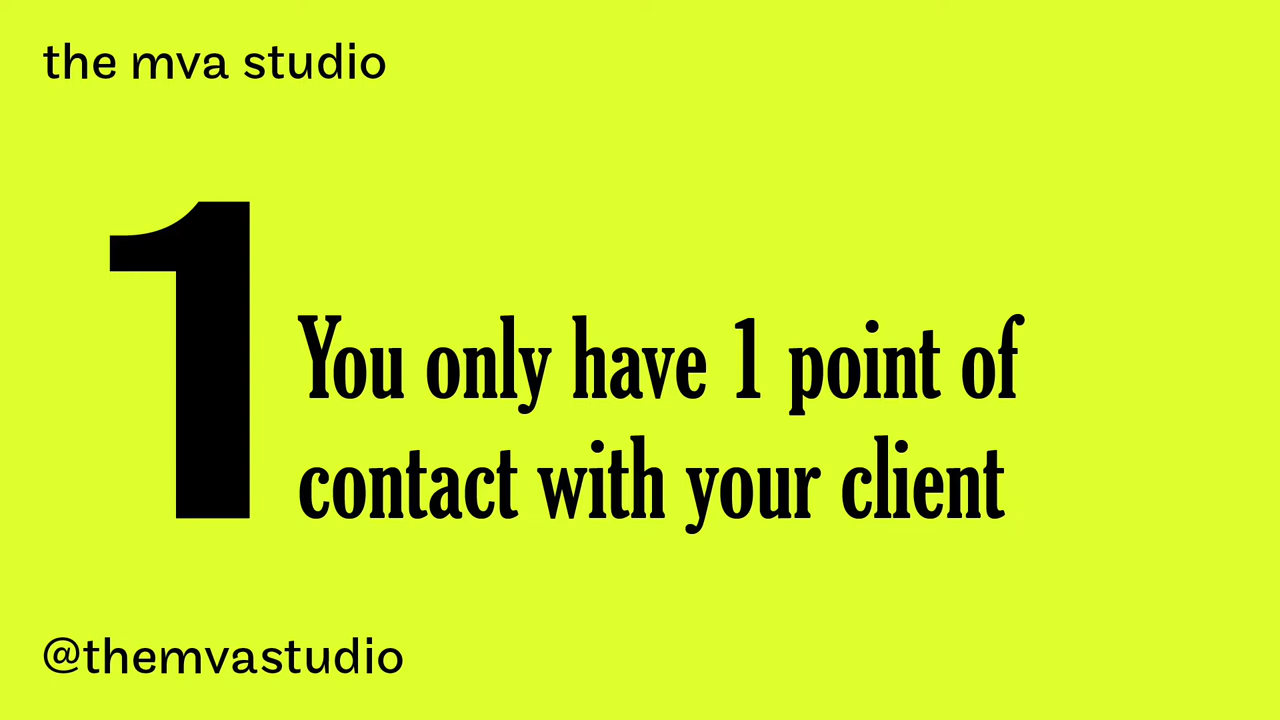 the mva studio
1
You only have 1 point of
contact with your client
@themvastudio